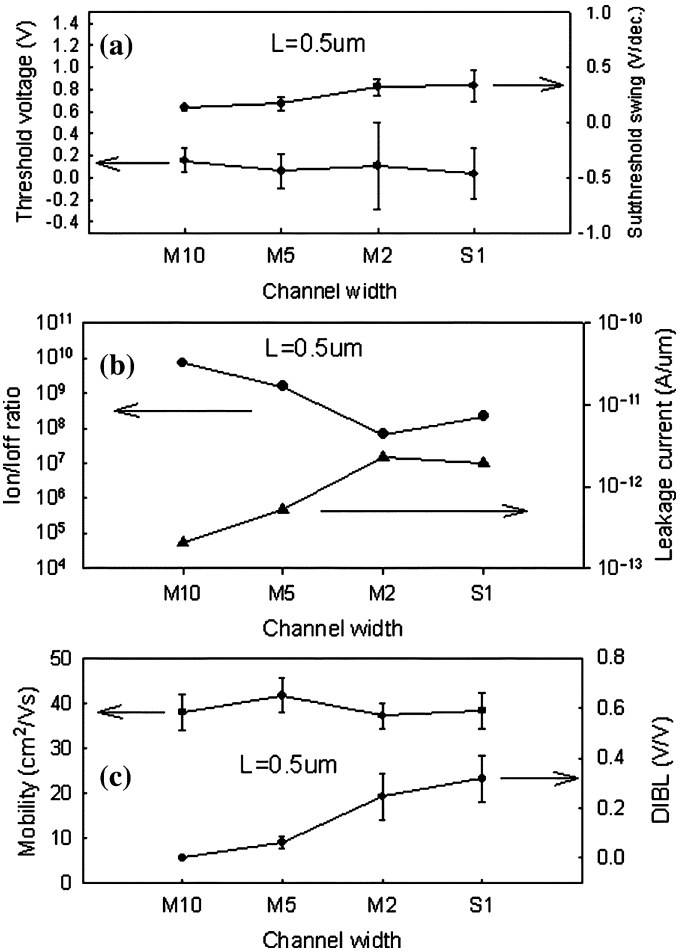 (a)
L=0.5um
Threshold voltage (V)
1.4
1.2
1.0
0.8
0.6
0.4
0.2
0.0
-0.2
-0.4
1.0
0.5
0.0
-0.5
-1.0
Subthreshold swing (V/dec.)
M10 M5 M2 S1
Channel width
(b)
L=0.5um
Ion/Ioff ratio
10¹¹
10¹⁰
10⁹
10⁸
10⁷
10⁶
10⁵
10⁴
10⁻¹⁰
10⁻¹¹
10⁻¹²
10⁻¹³
Leakage current (A/um)
M10 M5 M2 S1
Channel width
(c)
L=0.5um
Mobility (cm²/Vs)
50
40
30
20
10
0
0.8
0.6
0.4
0.2
0.0
DIBL (V/V)
M10 M5 M2 S1
Channel width